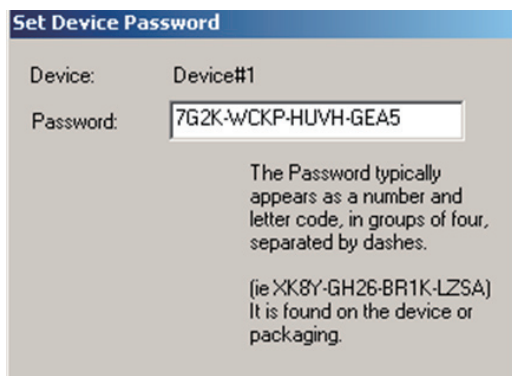 Set Device Password
Device: Device#1
Password: 7G2K-WCKP-HUVH-GEA5
The Password typically
appears as a number and
letter code, in groups of four,
separated by dashes.
(ie XK8Y-GH26-BR1K-LZSA)
It is found on the device or
packaging.